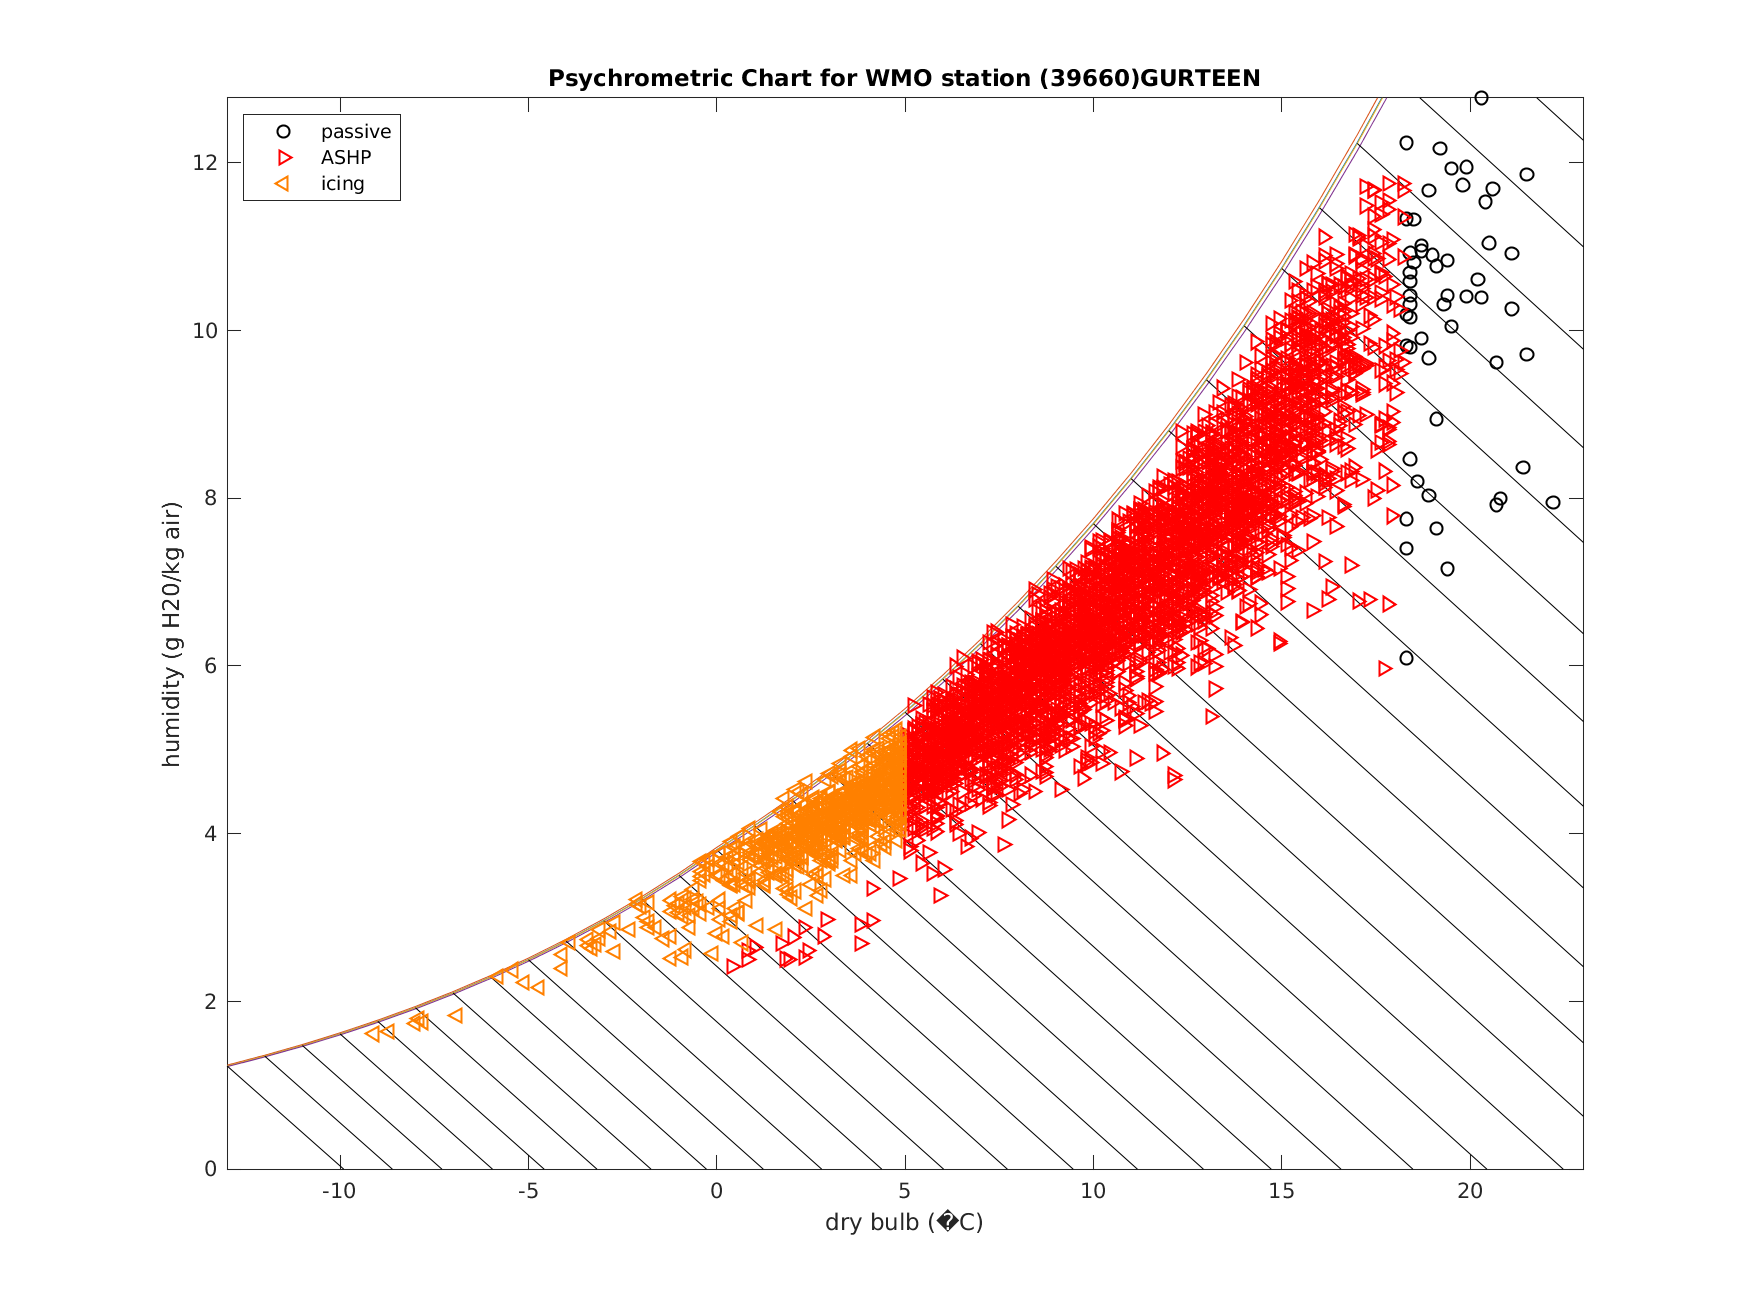 Psychrometric Chart for WMO station (39660)GURTEEN
passive
ASHP
icing
humidity (g H20/kg air)
12
10
8
6
4
2
0
-10 -5 0 5 10 15 20
dry bulb (�C)